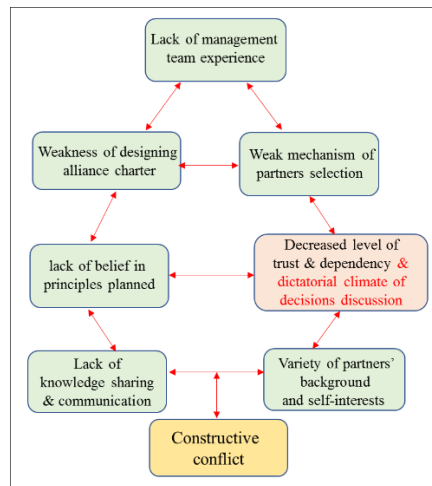 Lack of management
team experience
Weakness of designing
alliance charter
Weak mechanism of
partners selection
lack of belief in
principles planned
Decreased level of
trust & dependency &
dictatorial climate of
decisions discussion
Lack of
knowledge sharing
& communication
Variety of partners’
background
and self-interests
Constructive
conflict